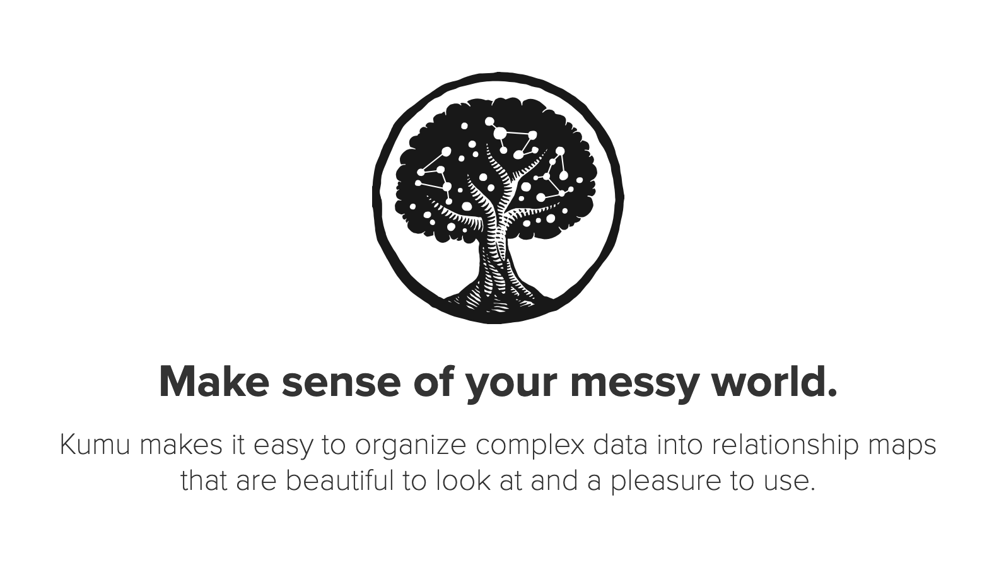 Make sense of your messy world.
Kumu makes it easy to organize complex data into relationship maps
that are beautiful to look at and a pleasure to use.